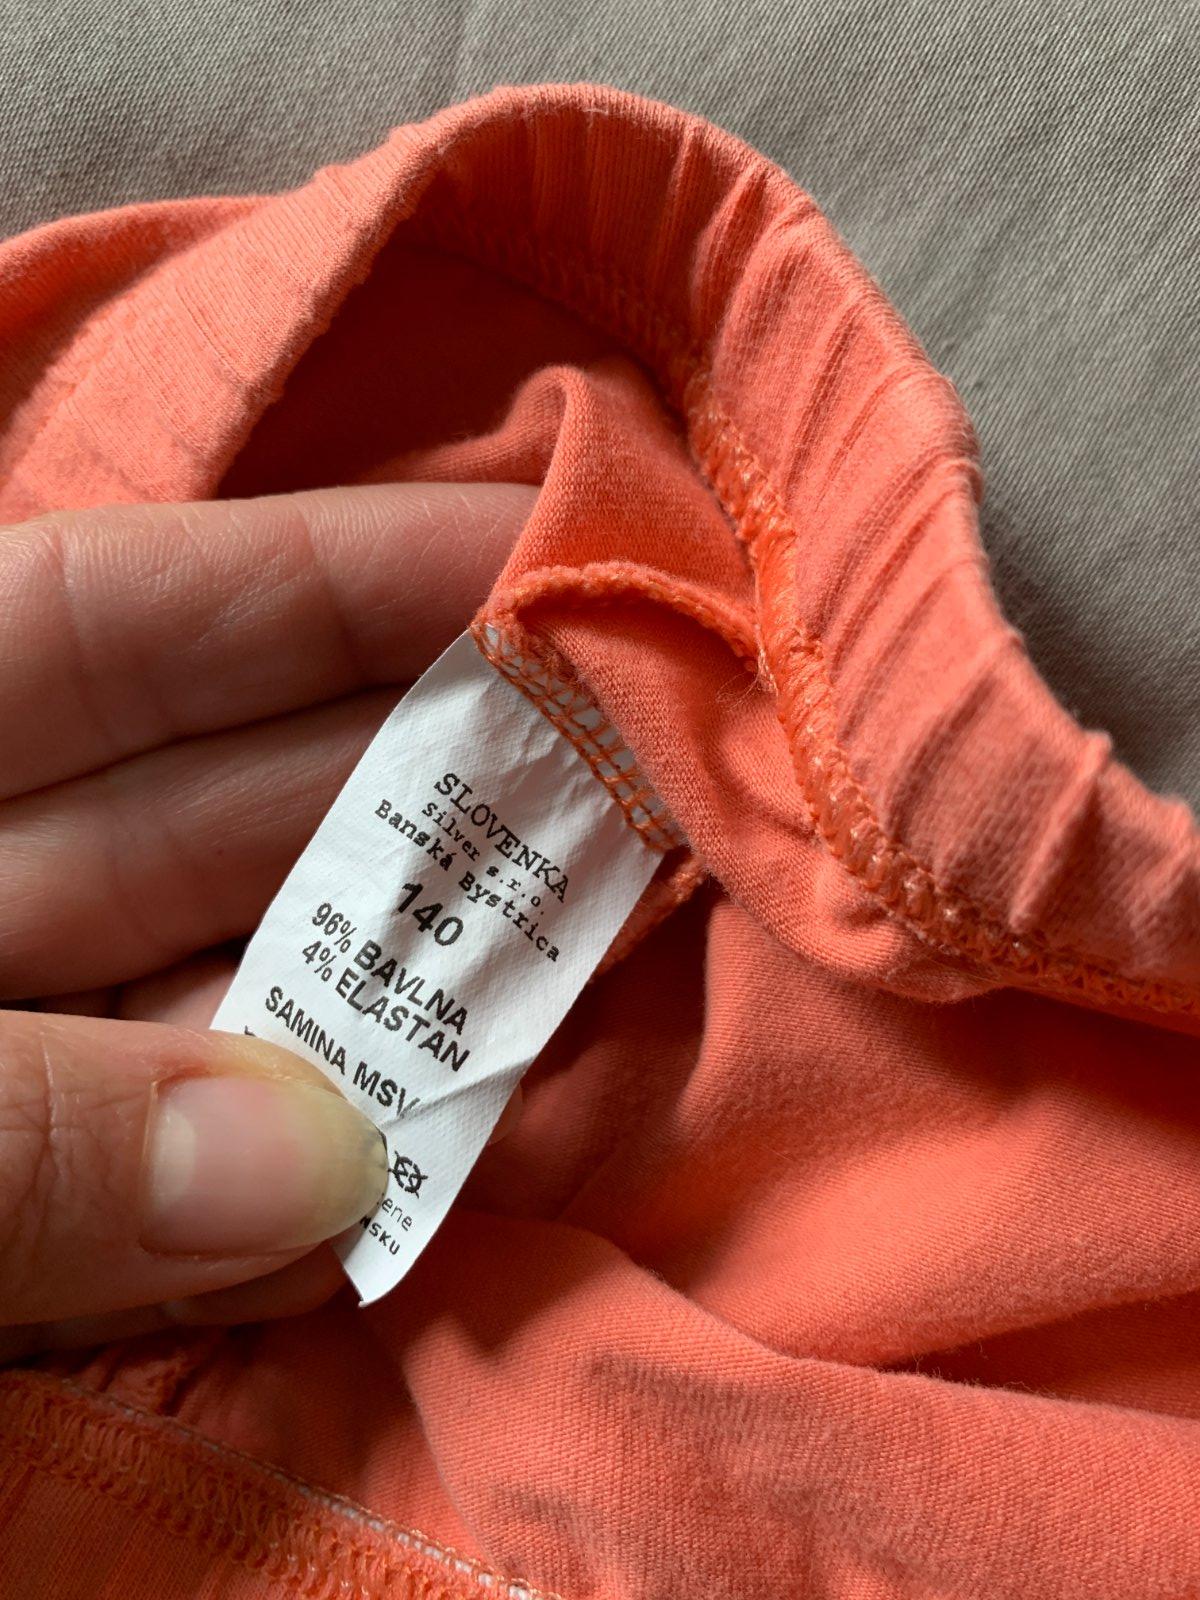 SLOVENKA
Silver s.r.o.
Banská Bystrica
140
96% BAVLNA
4% ELASTAN
SAMINA MSV